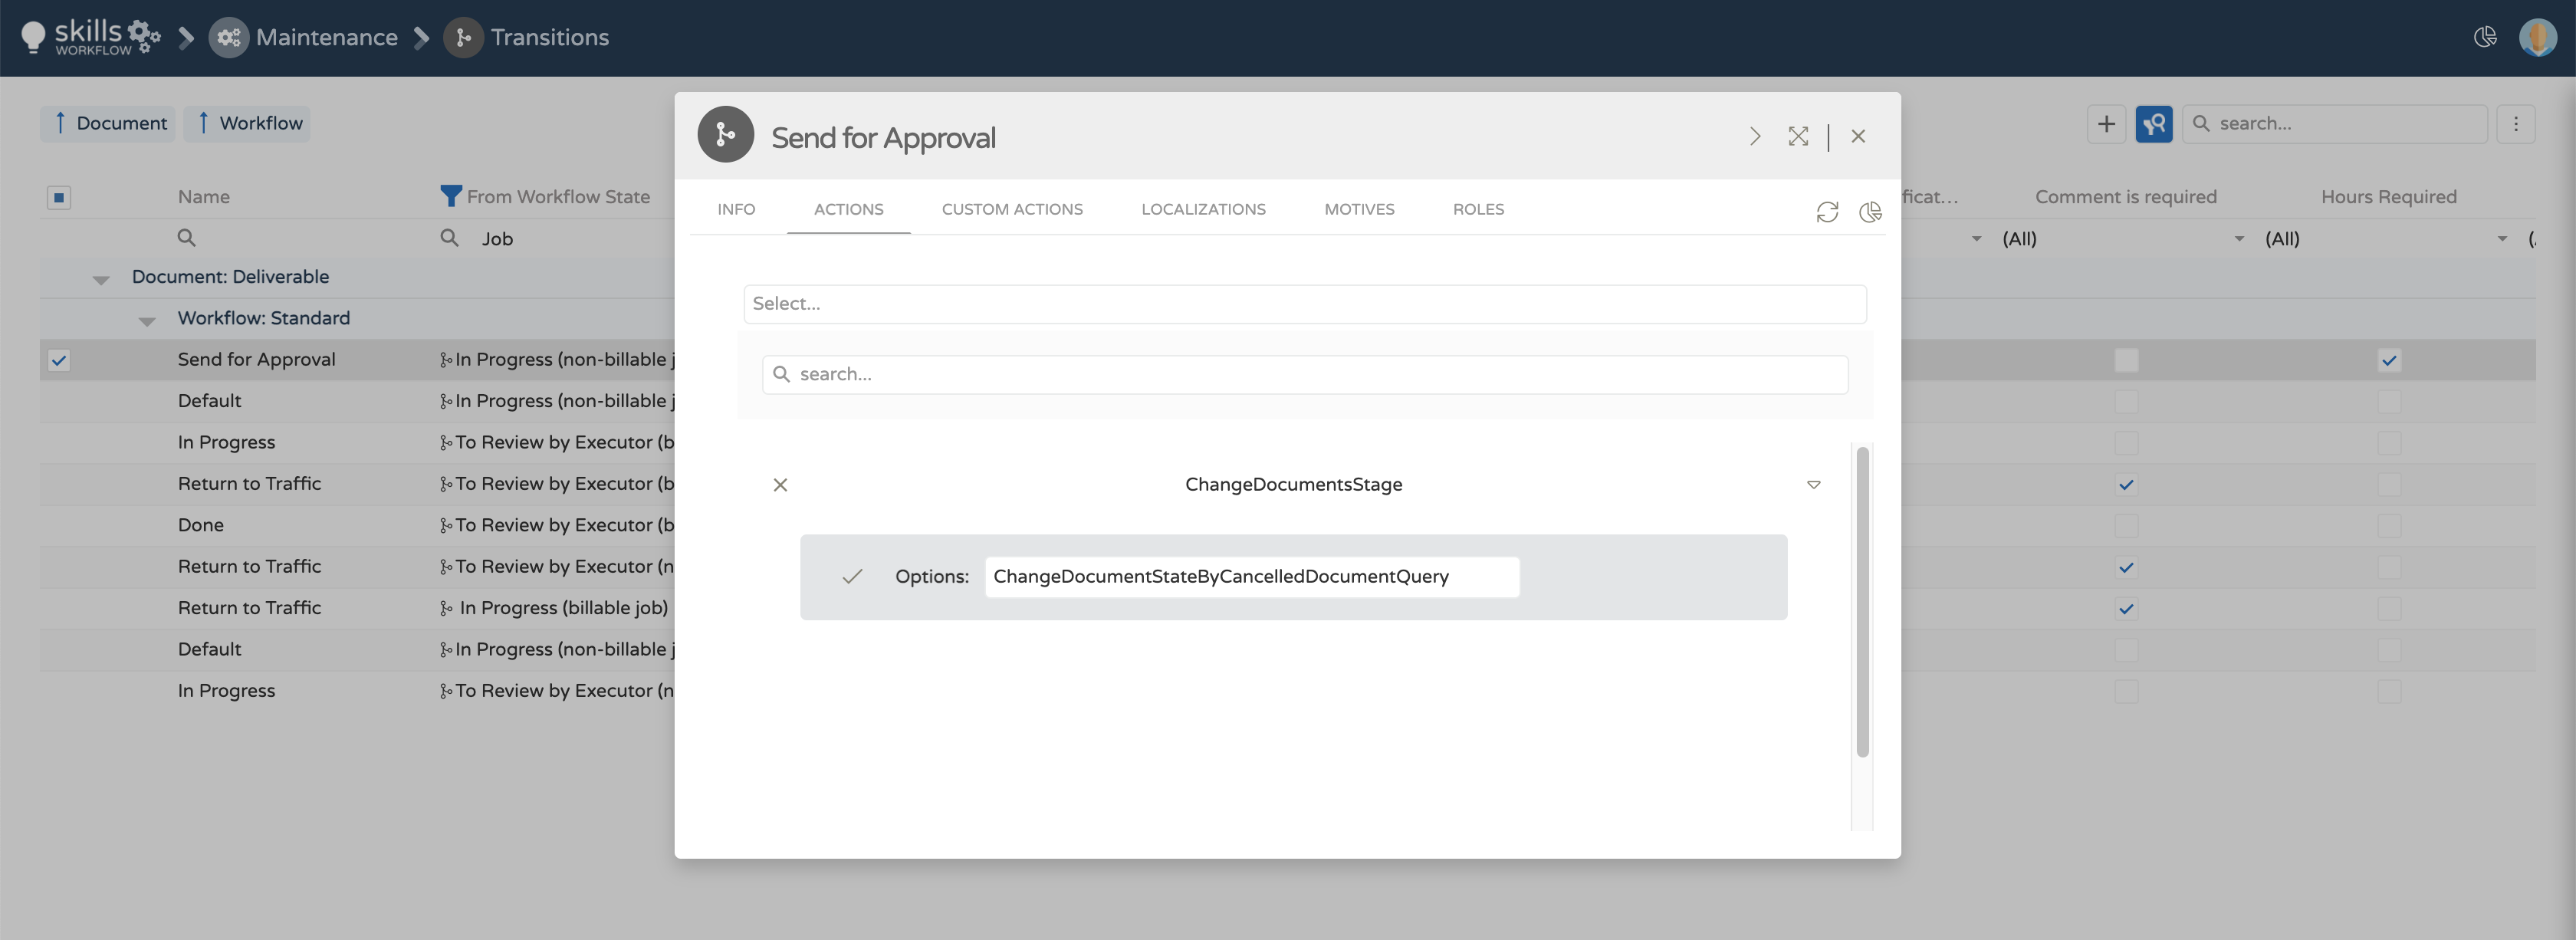 skills WORKFLOW Maintenance Transitions
Document Workflow search...
Send for Approval
Name From Workflow State Comment is required Hours Required
INFO ACTIONS CUSTOM ACTIONS LOCALIZATIONS MOTIVES ROLES
Job (All) (All)
Document: Deliverable
Select...
Workflow: Standard
Send for Approval In Progress (non-billable j
search...
Default In Progress (non-billable j
In Progress To Review by Executor (b
Return to Traffic To Review by Executor (b
ChangeDocumentsStage
Done To Review by Executor (b
Return to Traffic To Review by Executor (n
Options: ChangeDocumentStateByCancelledDocumentQuery
Return to Traffic In Progress (billable job)
Default In Progress (non-billable j
In Progress To Review by Executor (n